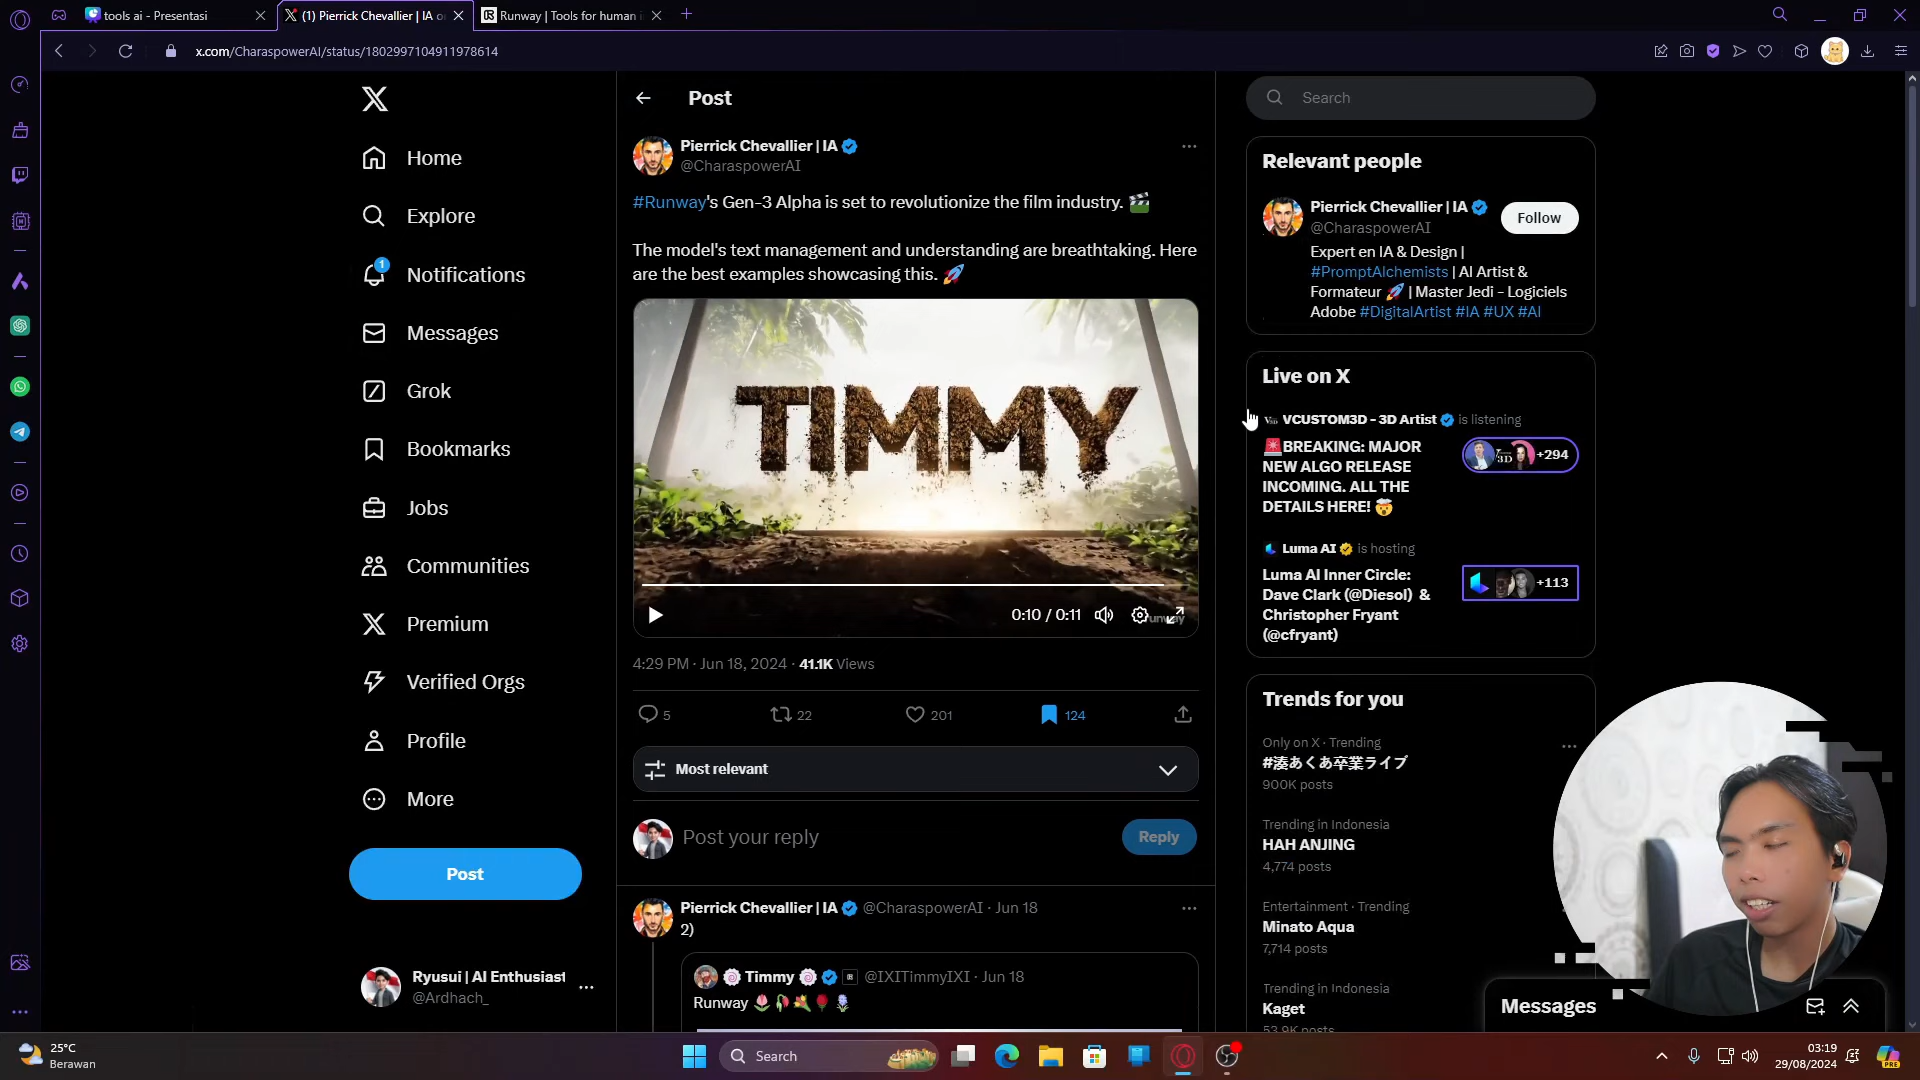 tools ai - Presentasi
(1) Pierrick Chevallier | IA o
Runway | Tools for human i
x.com/CharaspowerAI/status/1802997104911978614
Home
Explore
1
Notifications
Messages
Grok
Bookmarks
Jobs
Communities
Premium
Verified Orgs
Profile
More
Post
Ryusui | AI Enthusiast
@Ardhach_
Post
Pierrick Chevallier | IA
@CharaspowerAI
#Runway's Gen-3 Alpha is set to revolutionize the film industry. 🎬
The model's text management and understanding are breathtaking. Here
are the best examples showcasing this. 🚀
TIMMY
0:10 / 0:11
4:29 PM · Jun 18, 2024 · 41.1K Views
5
22
201
124
Most relevant
Post your reply
Reply
Pierrick Chevallier | IA @CharaspowerAI · Jun 18
2)
🍥 Timmy 🍥 @IXITimmyIXI · Jun 18
Runway 🌷🥀💐🌹🪻
Search
Relevant people
Pierrick Chevallier | IA
@CharaspowerAI
Follow
Expert en IA & Design |
#PromptAlchemists | AI Artist &
Formateur 🚀 | Master Jedi - Logiciels
Adobe #DigitalArtist #IA #UX #AI
Live on X
VCUSTOM3D - 3D Artist is listening
🚨BREAKING: MAJOR
NEW ALGO RELEASE
INCOMING. ALL THE
DETAILS HERE! 🤯
+294
Luma AI is hosting
Luma AI Inner Circle:
Dave Clark (@Diesol) &
Christopher Fryant
(@cfryant)
+113
Trends for you
Only on X · Trending
#湊あくあ卒業ライブ
900K posts
Trending in Indonesia
HAH ANJING
4,774 posts
Entertainment · Trending
Minato Aqua
7,714 posts
Trending in Indonesia
Kaget
53.9K posts
Messages
25°C
Berawan
Search
03:19
29/08/2024
PRE